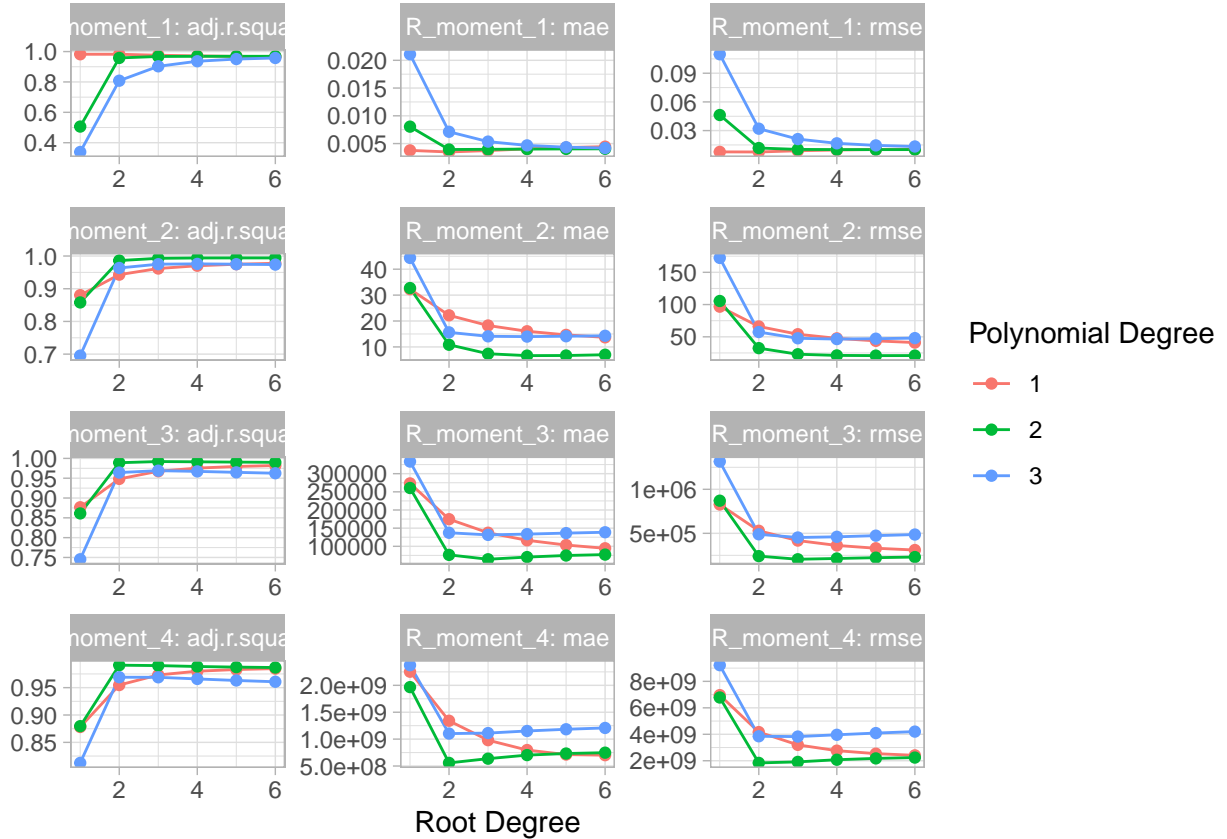 moment_1: adj.r.squa
R_moment_1: mae
R_moment_1: rmse
1.0
0.9
0.8
0.6
0.4
0.020
0.015
0.010
0.005
0.09
0.06
0.03
2 4 6
2 4 6
2 4 6
moment_2: adj.r.squa
R_moment_2: mae
R_moment_2: rmse
1.0
0.9
0.8
0.7
40
30
20
10
150
100
50
2 4 6
2 4 6
2 4 6
moment_3: adj.r.squa
R_moment_3: mae
R_moment_3: rmse
1.00
0.95
0.90
0.85
0.80
0.75
300000
250000
200000
150000
100000
1e+06
5e+05
2 4 6
2 4 6
2 4 6
moment_4: adj.r.squa
R_moment_4: mae
R_moment_4: rmse
0.95
0.90
0.85
2.0e+09
1.5e+09
1.0e+09
5.0e+08
8e+09
6e+09
4e+09
2e+09
2 4 6
2 4 6
2 4 6
Root Degree
Polynomial Degree
1
2
3